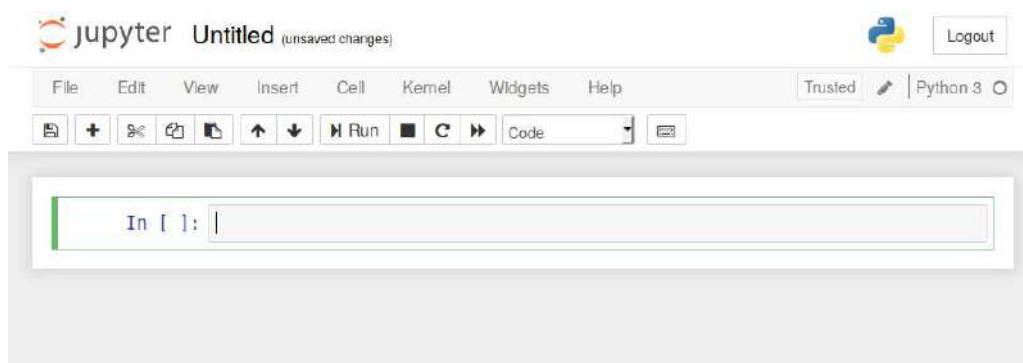 jupyter Untitled (unsaved changes) Logout
File Edit View Insert Cell Kernel Widgets Help Trusted Python 3
Run Code
In [ ]: